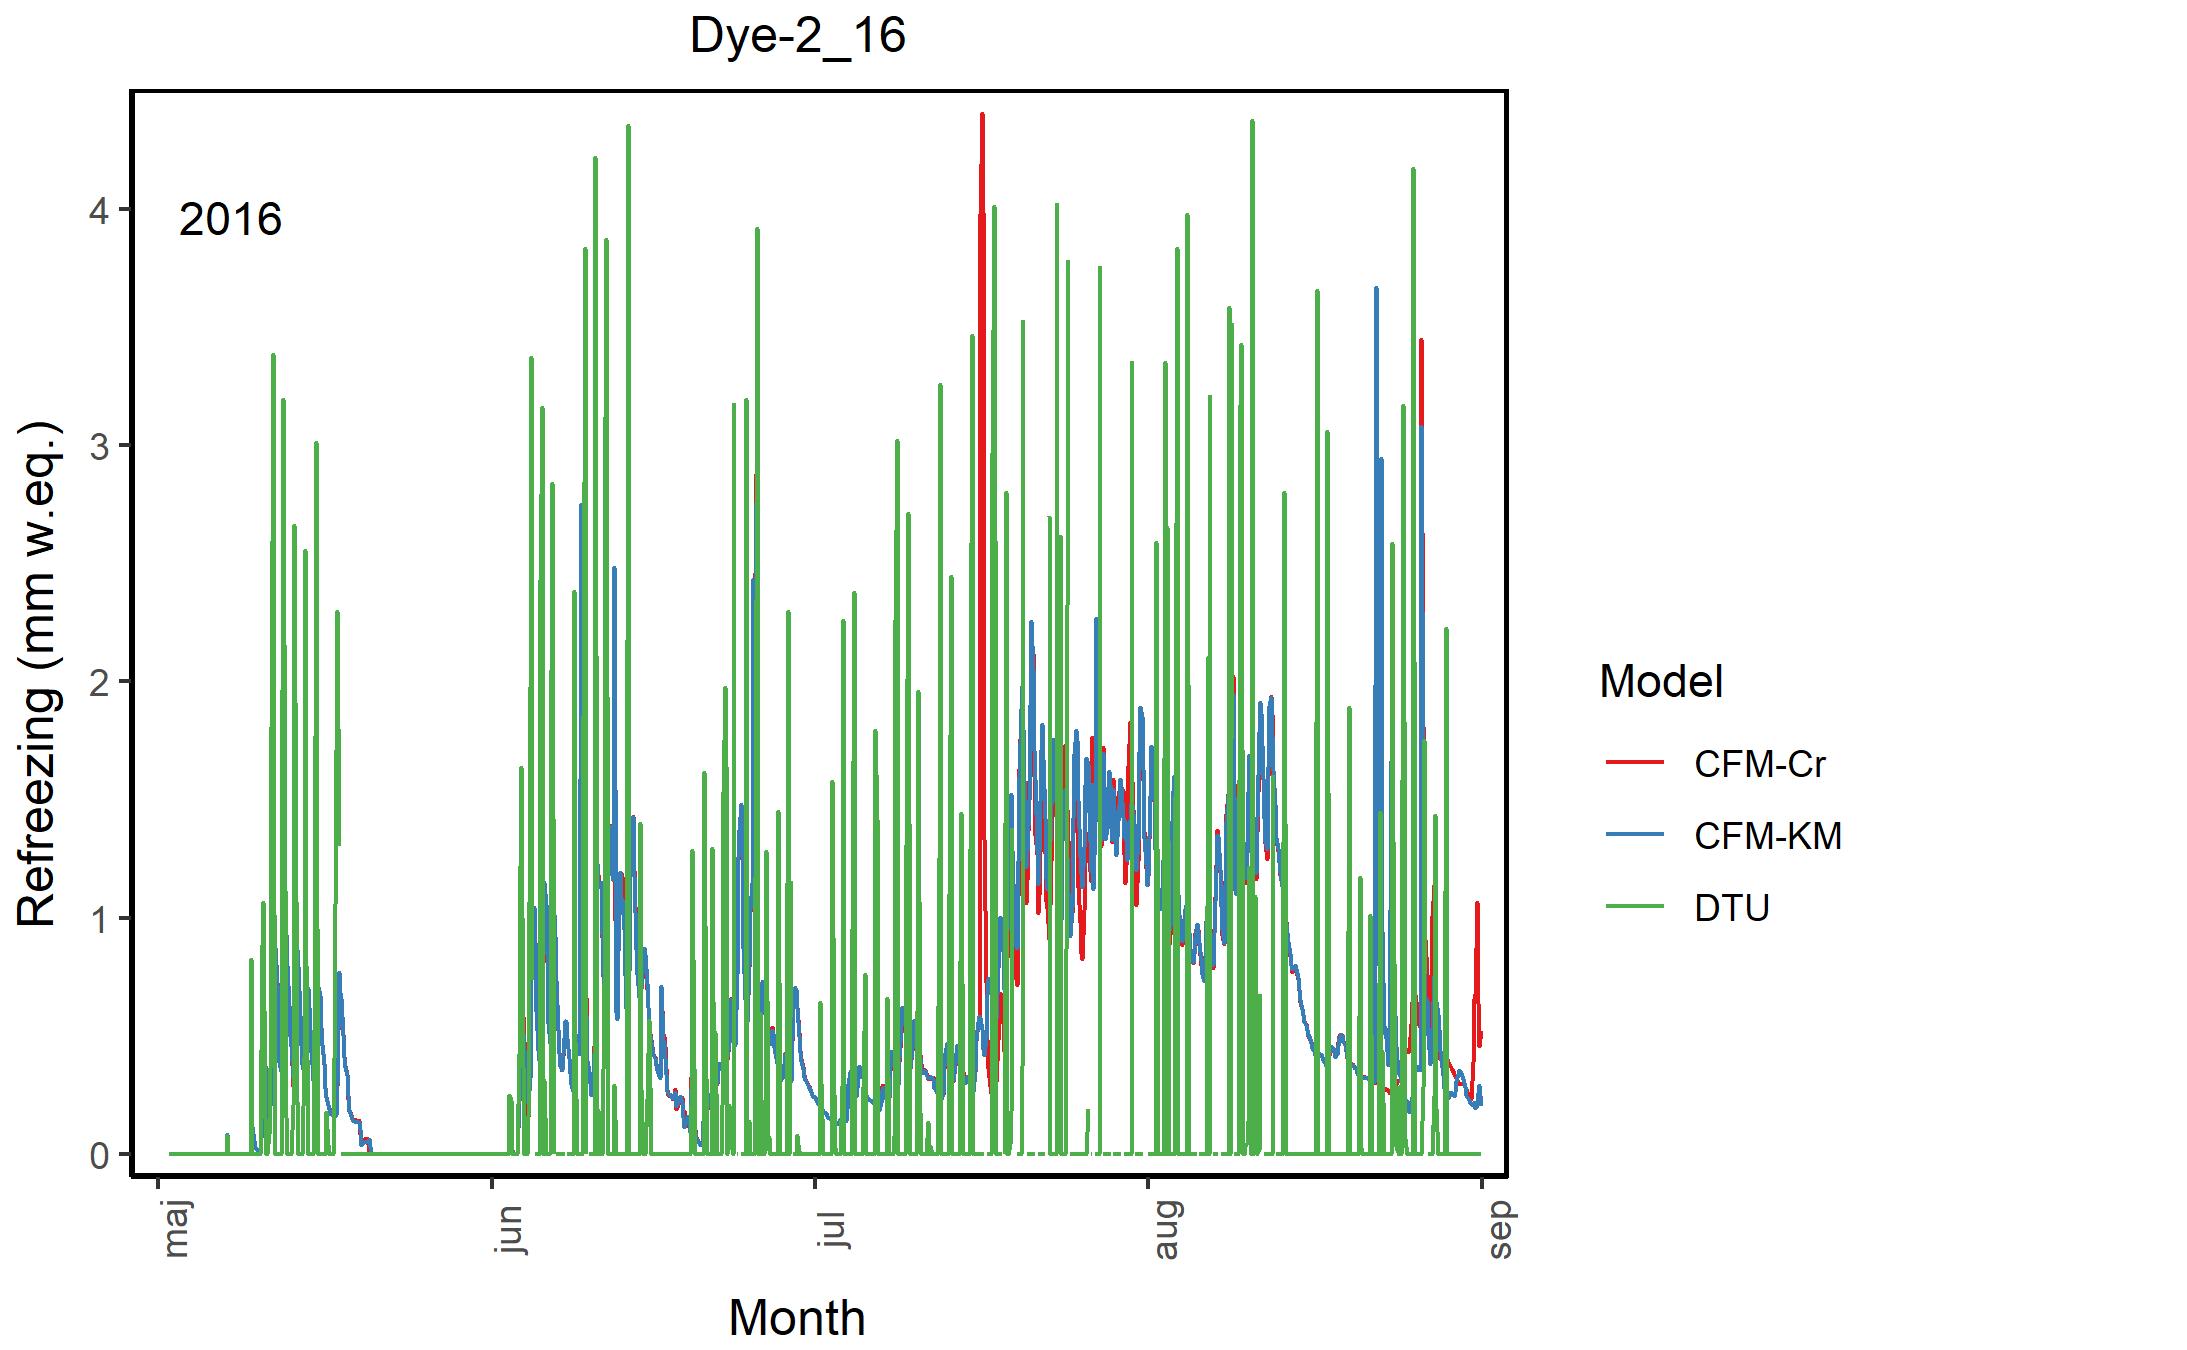 Dye-2_16
2016
Refreezing (mm w.eq.)
4
3
2
1
0
maj
jun
jul
aug
sep
Month
Model
CFM-Cr
CFM-KM
DTU